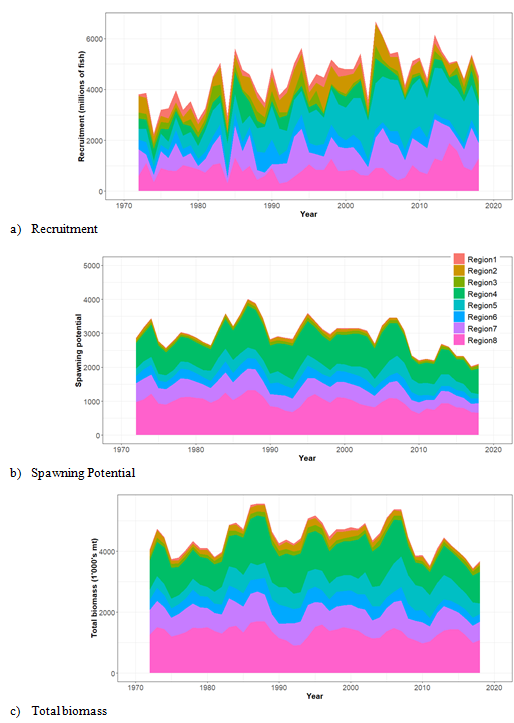 6000
4000
2000
0
Recruitment (millions of fish)
1970
1980
1990
2000
2010
2020
Year
a) Recruitment
5000
4000
3000
2000
1000
0
Spawning potential
Region1
Region2
Region3
Region4
Region5
Region6
Region7
Region8
1970
1980
1990
2000
2010
2020
Year
b) Spawning Potential
4000
2000
0
Total biomass (1'000's mt)
1970
1980
1990
2000
2010
2020
Year
c) Total biomass